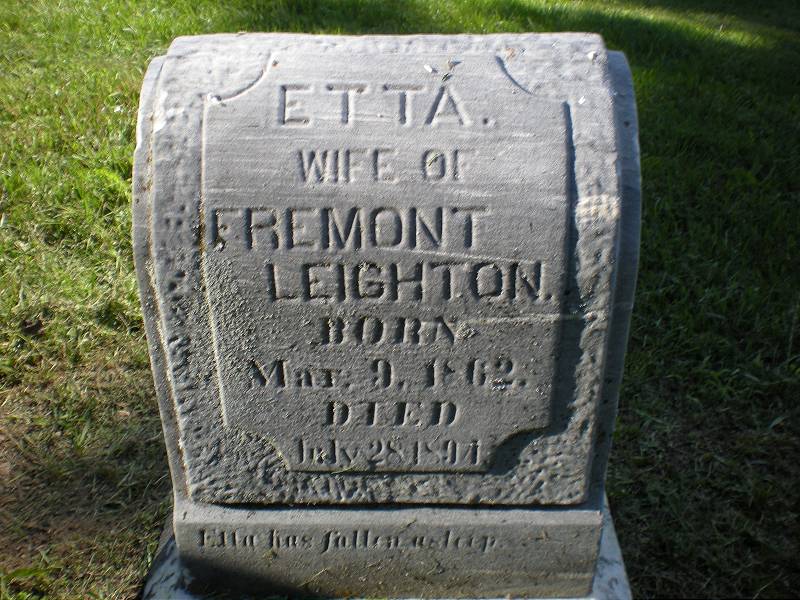 ETTA.
WIFE OF
FREMONT
LEIGHTON.
BORN
Mar. 9, 1862.
DIED
July 28, 1894
Etta has fallen asleep.